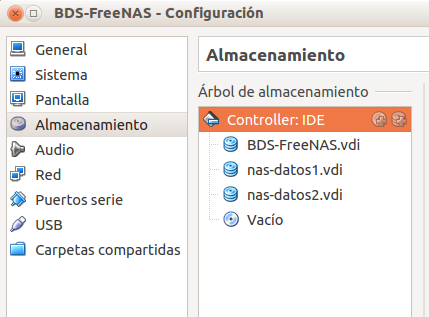 BDS-FreeNAS - Configuración
General
Sistema
Pantalla
Almacenamiento
Audio
Red
Puertos serie
USB
Carpetas compartidas
Almacenamiento
Árbol de almacenamiento
Controller: IDE
BDS-FreeNAS.vdi
nas-datos1.vdi
nas-datos2.vdi
Vacío